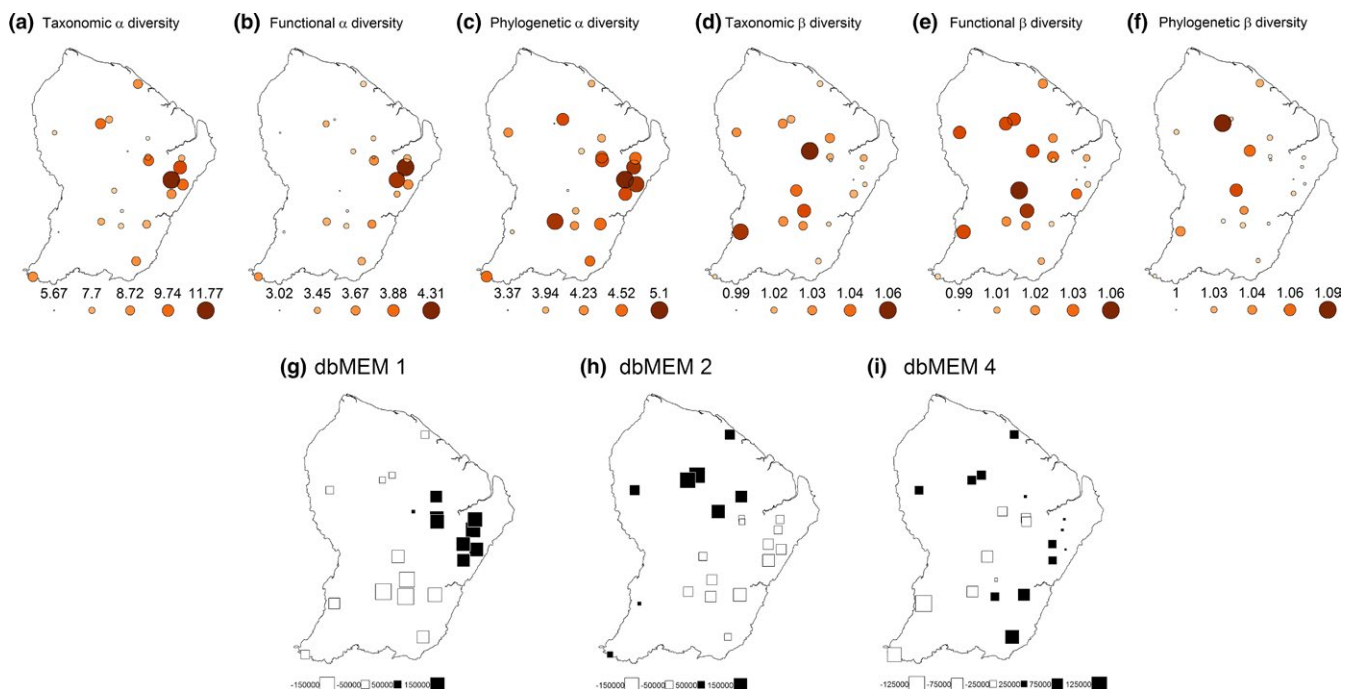 (a) Taxonomic α diversity
(b) Functional α diversity
(c) Phylogenetic α diversity
(d) Taxonomic β diversity
(e) Functional β diversity
(f) Phylogenetic β diversity
5.67 7.7 8.72 9.74 11.77
3.02 3.45 3.67 3.88 4.31
3.37 3.94 4.23 4.52 5.1
0.99 1.02 1.03 1.04 1.06
0.99 1.01 1.02 1.03 1.06
1 1.03 1.04 1.06 1.09
(g) dbMEM 1
(h) dbMEM 2
(i) dbMEM 4
-150000 -50000 50000 150000
-150000 -50000 50000 150000
-125000 -75000 -25000 25000 75000 125000